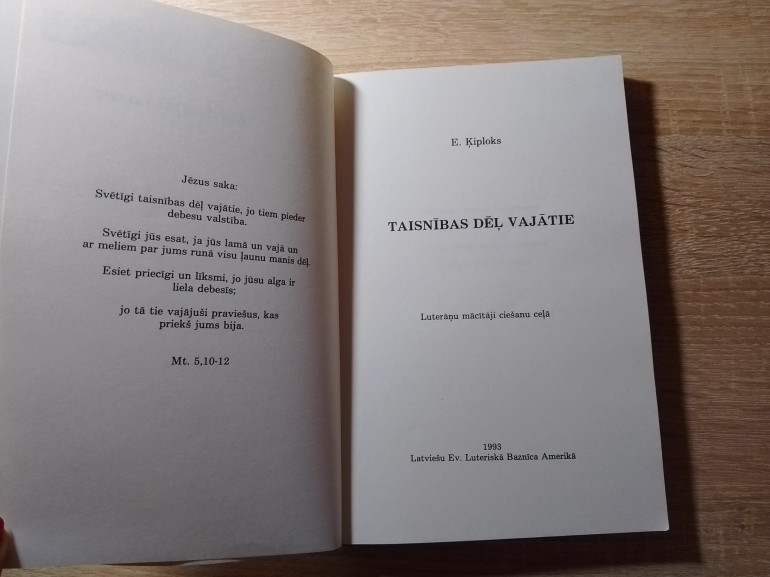 Jēzus saka:
Svētīgi taisnības dēļ vajātie, jo tiem pieder
debesu valstība.
Svētīgi jūs esat, ja jūs lamā un vajā un
ar meliem par jums runā visu ļaunu manis dēļ.
Esiet priecīgi un līksmi, jo jūsu alga ir
liela debesīs;
jo tā tie vajājuši praviešus, kas
priekš jums bija.
Mt. 5,10-12
E. Ķiploks
TAISNĪBAS DĒĻ VAJĀTIE
Luterāņu mācītāji ciešanu ceļā
1993
Latviešu Ev. Luteriskā Baznīca Amerikā